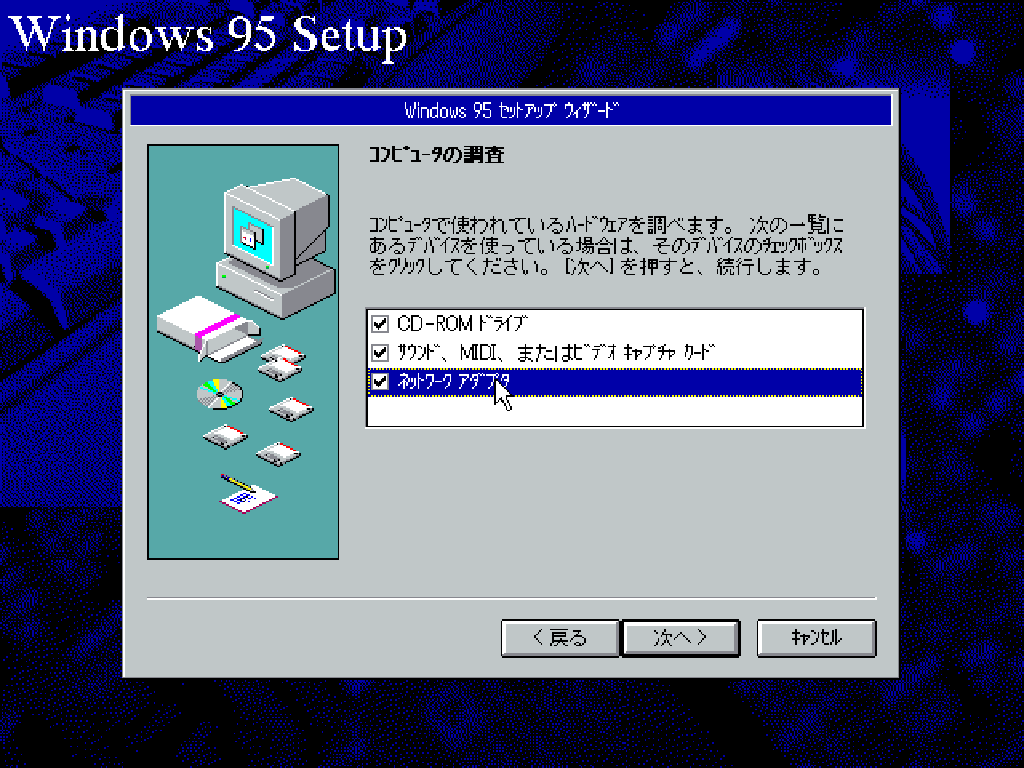 Windows 95 Setup
Windows 95 ｾｯﾄｱｯﾌﾟ ｳｨｻﾞｰﾄﾞ
ｺﾝﾋﾟｭｰﾀの調査
ｺﾝﾋﾟｭｰﾀで使われているﾊｰﾄﾞｳｪｱを調べます。 次の一覧に
あるﾃﾞﾊﾞｲｽを使っている場合は、そのﾃﾞﾊﾞｲｽのﾁｪｯｸﾎﾞｯｸｽ
をｸﾘｯｸしてください。 [次へ] を押すと、続行します。
CD-ROM ﾄﾞﾗｲﾌﾞ
ｻｳﾝﾄﾞ、MIDI、またはﾋﾞﾃﾞｵ ｷｬﾌﾟﾁｬ ｶｰﾄﾞ
ﾈｯﾄﾜｰｸ ｱﾀﾞﾌﾟﾀ
< 戻る
次へ >
ｷｬﾝｾﾙ